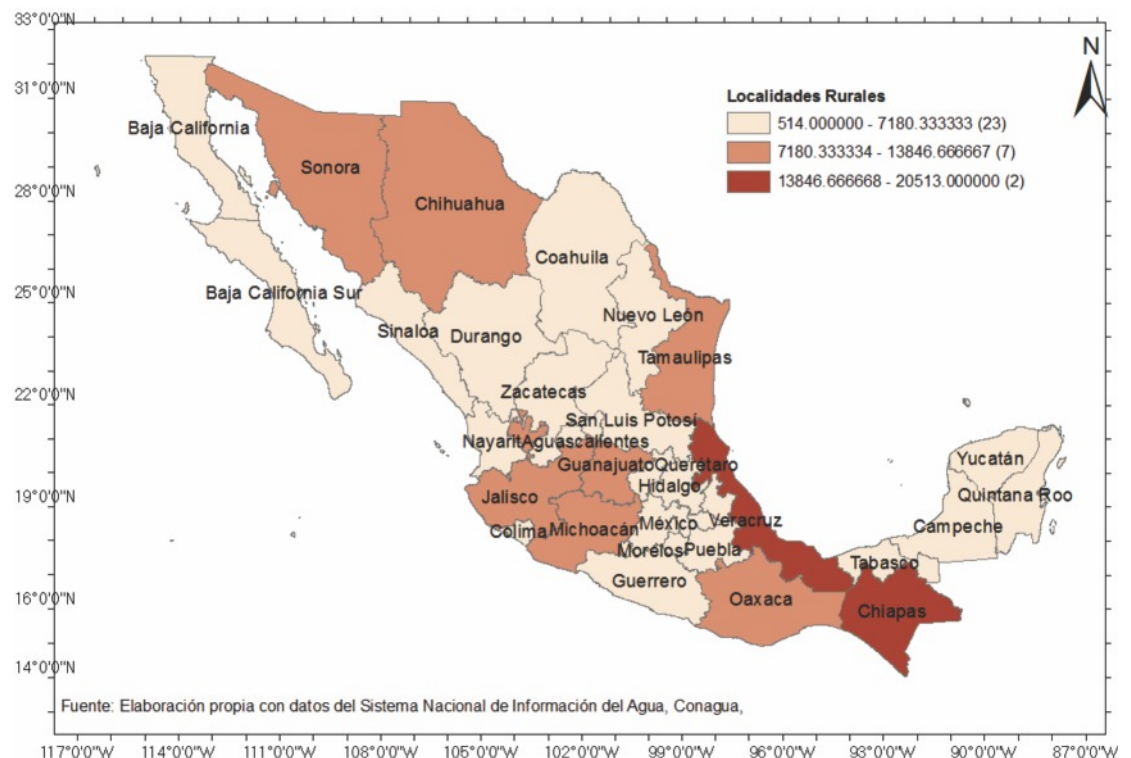 33°0'0"N
N
31°0'0"N
Localidades Rurales
514.000000 - 7180.333333 (23)
7180.333334 - 13846.666667 (7)
13846.666668 - 20513.000000 (2)
Baja California
Sonora
28°0'0"N
Chihuahua
Coahuila
25°0'0"N
Baja California Sur
Nuevo León
Sinaloa
Durango
Tamaulipas
22°0'0"N
Zacatecas
San Luis Potosí
Nayarit
Aguascalientes
Guanajuato
Querétaro
Yucatán
Hidalgo
19°0'0"N
Jalisco
Quintana Roo
México
Veracruz
Campeche
Colima
Michoacán
Morelos
Puebla
Tabasco
Guerrero
16°0'0"N
Oaxaca
Chiapas
14°0'0"N
Fuente: Elaboración propia con datos del Sistema Nacional de Información del Agua, Conagua,
117°0'0"W 114°0'0"W 111°0'0"W 108°0'0"W 105°0'0"W 102°0'0"W 99°0'0"W 96°0'0"W 93°0'0"W 90°0'0"W 87°0'0"W